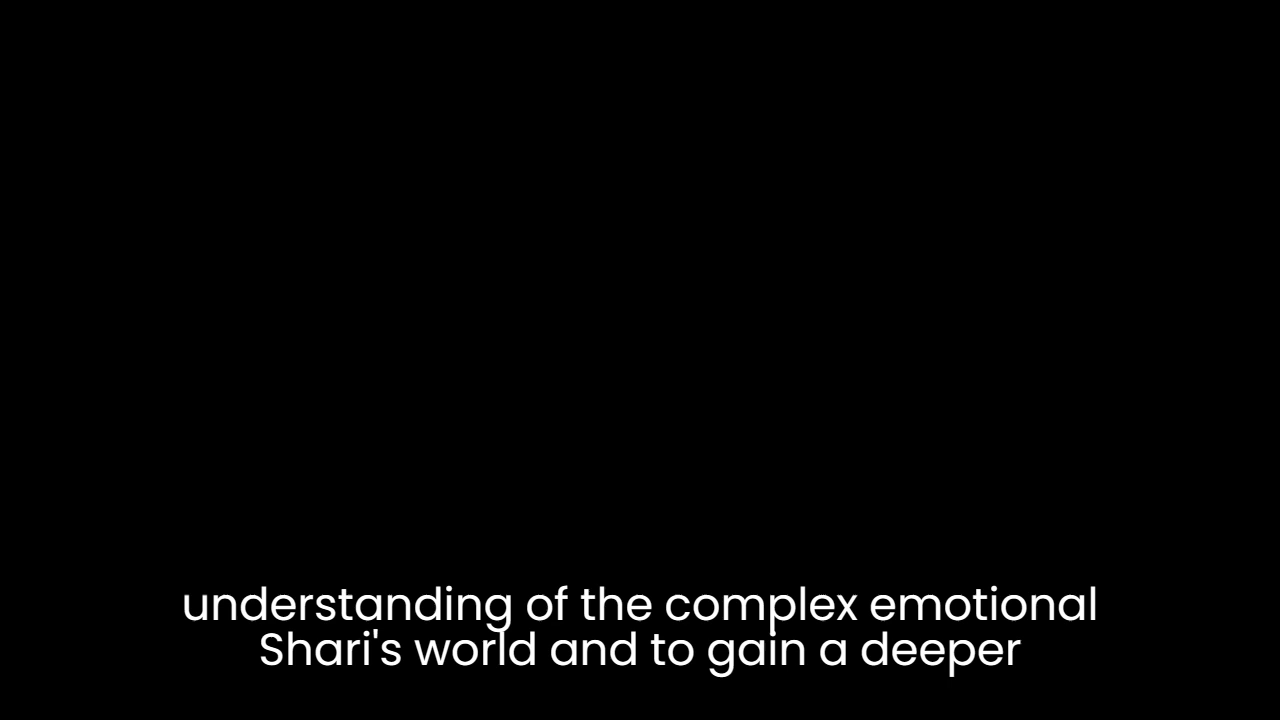 understanding of the complex emotional
Shari's world and to gain a deeper